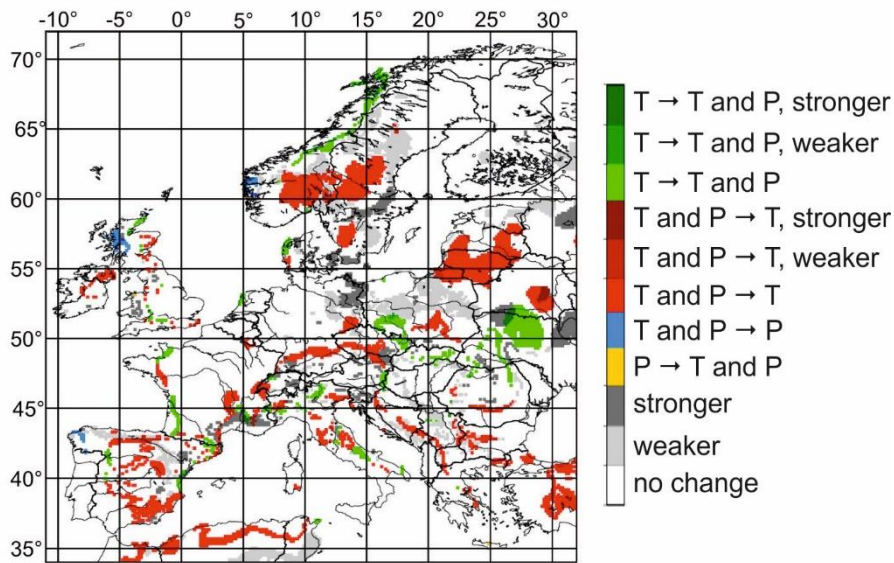 -10° -5° 0° 5° 10° 15° 20° 25° 30°
70°
65°
60°
55°
50°
45°
40°
35°
T → T and P, stronger
T → T and P, weaker
T → T and P
T and P → T, stronger
T and P → T, weaker
T and P → T
T and P → P
P → T and P
stronger
weaker
no change